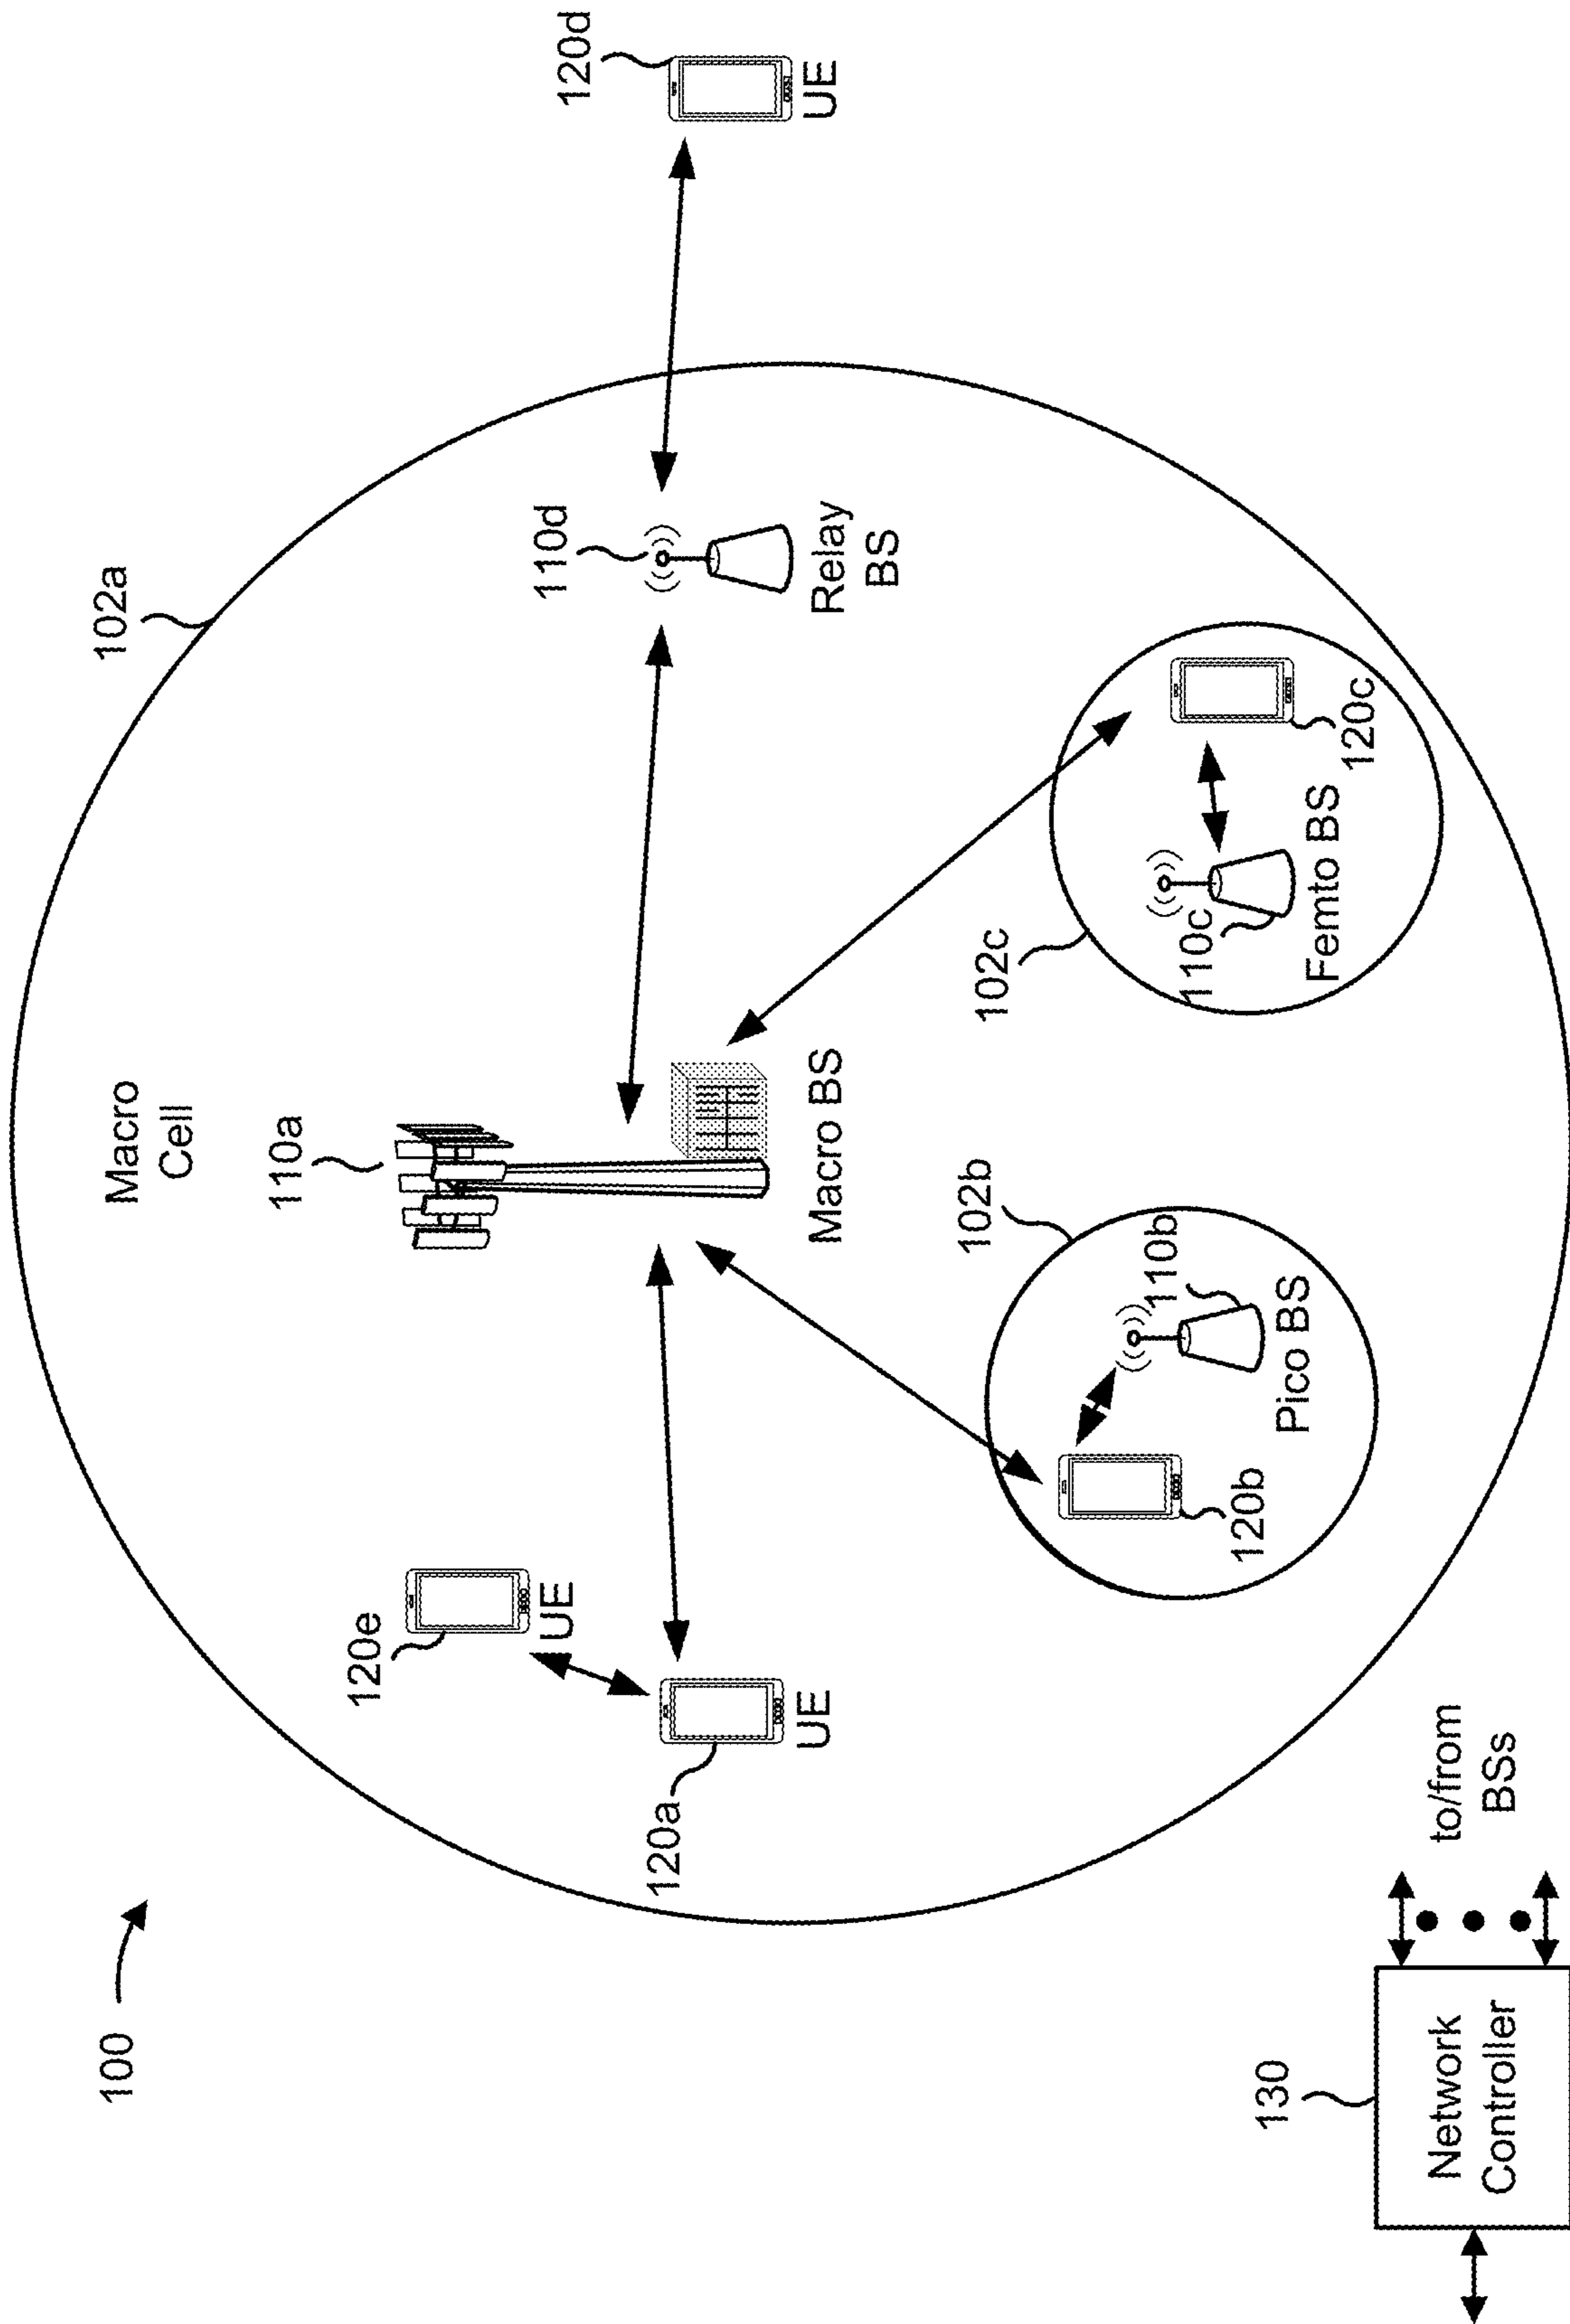 100
102a
Macro
Cell
110a
120d
UE
120e
UE
110d
Relay
BS
120a
UE
Macro BS
102b
102c
110b
Pico BS
120b
110c
Femto BS
120c
130
Network
Controller
to/from
BSs